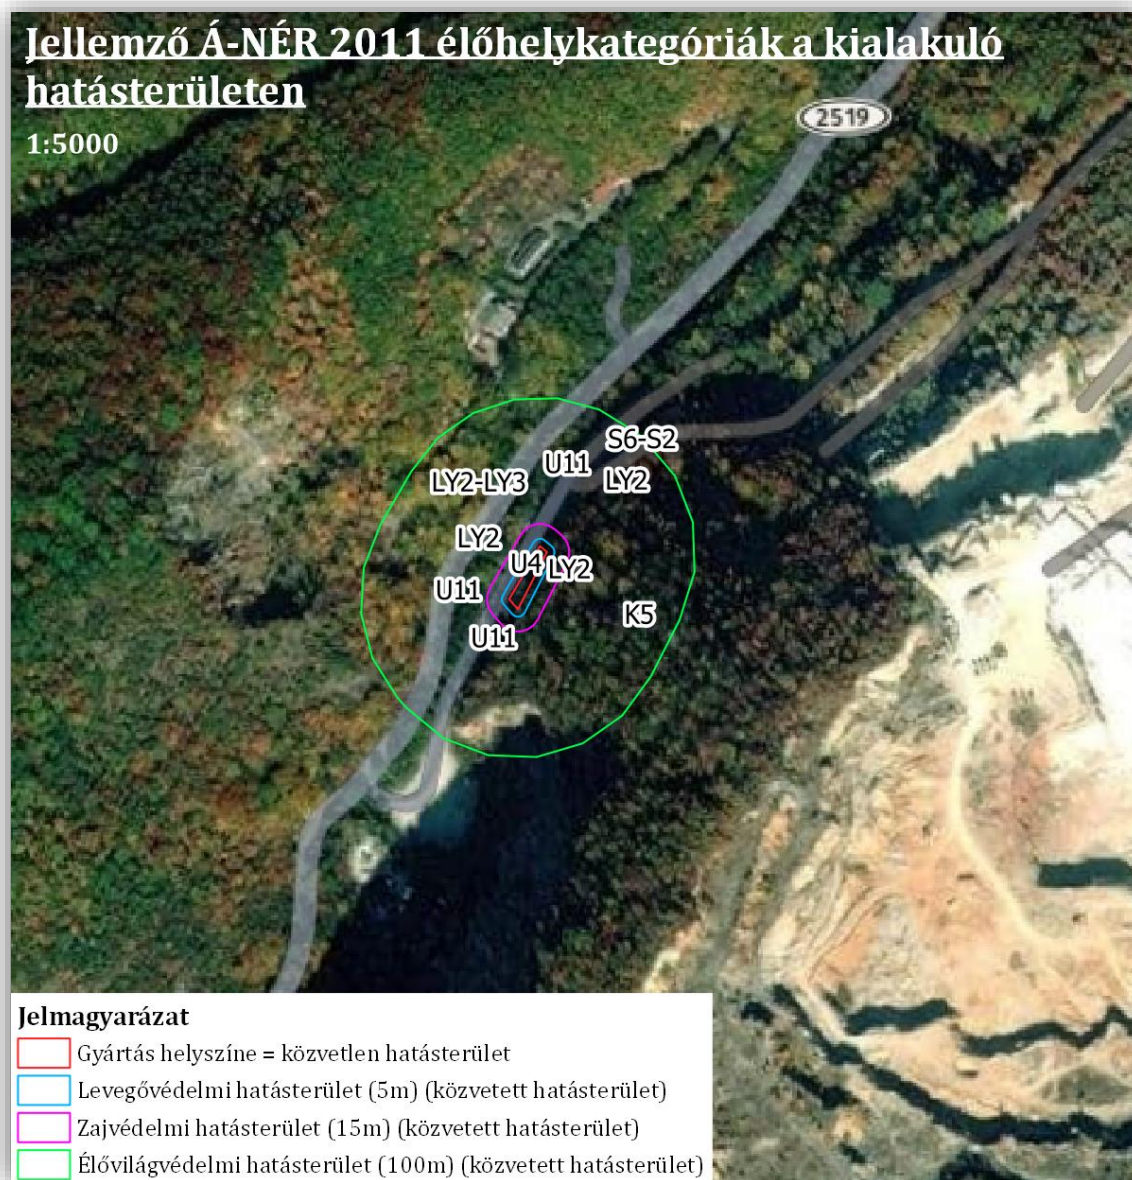 Jellemző Á-NÉR 2011 élőhelykategóriák a kialakuló
hatásterületen
1:5000
2519
S6-S2
U11
LY2-LY3
LY2
LY2
U4
LY2
U11
K5
U11
Jelmagyarázat
Gyártás helyszíne = közvetlen hatásterület
Levegővédelmi hatásterület (5m) (közvetett hatásterület)
Zajvédelmi hatásterület (15m) (közvetett hatásterület)
Élővilágvédelmi hatásterület (100m) (közvetett hatásterület)